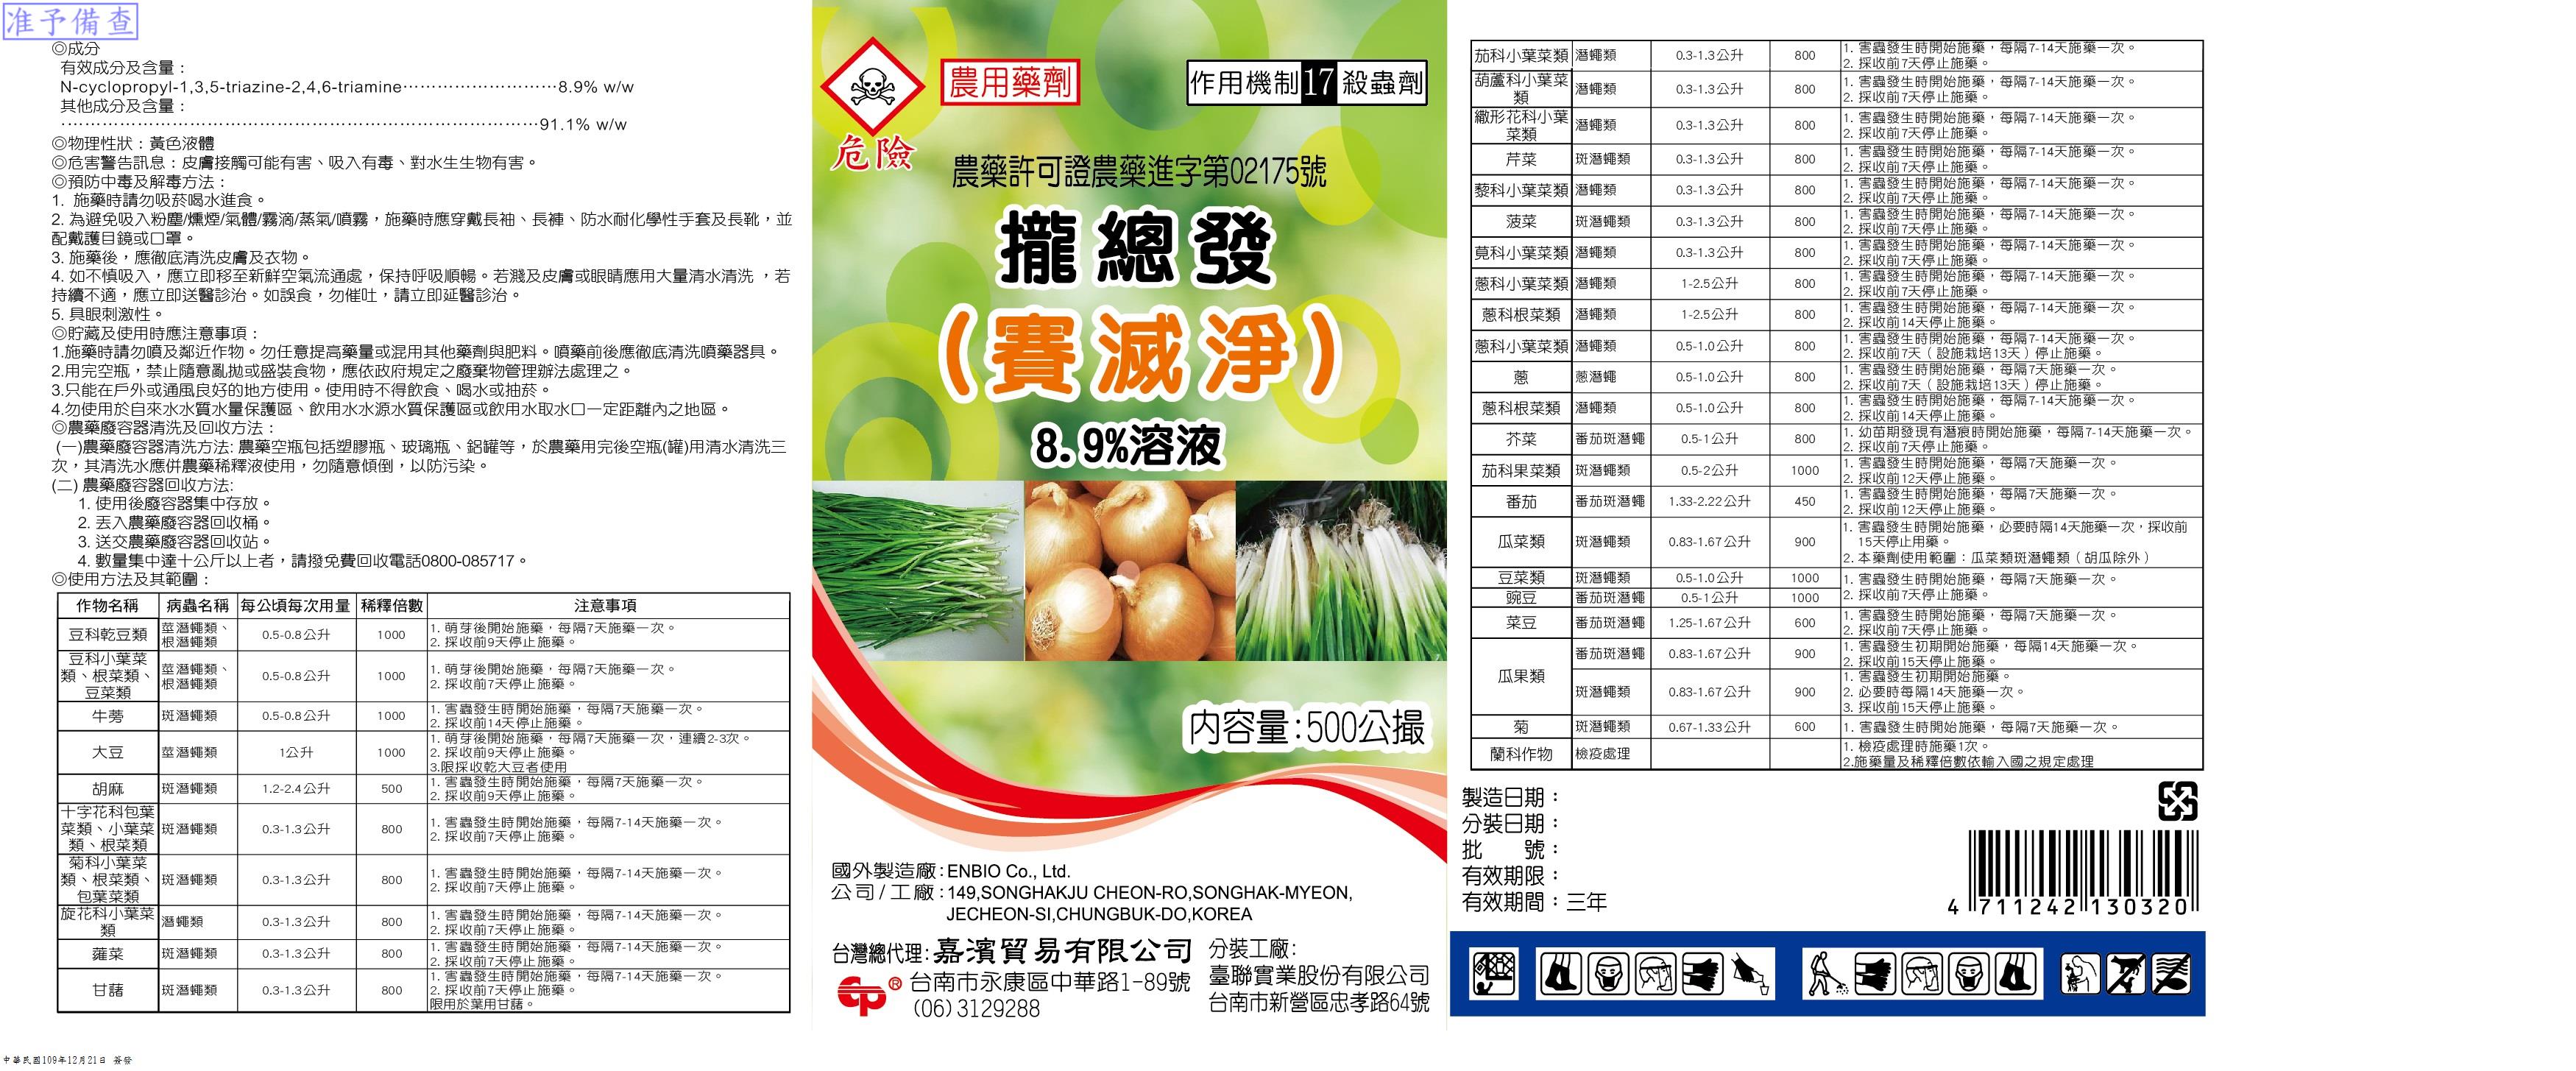 准予備查
◎成分
有效成分及含量：
N-cyclopropyl-1,3,5-triazine-2,4,6-triamine………………………8.9% w/w
其他成分及含量：
…………………………………………………………………………91.1% w/w
◎物理性狀：黃色液體
◎危害警告訊息：皮膚接觸可能有害、吸入有毒、對水生生物有害。
◎預防中毒及解毒方法：
1. 施藥時請勿吸菸喝水進食。
2. 為避免吸入粉塵/燻煙/氣體/霧滴/蒸氣/噴霧，施藥時應穿戴長袖、長褲、防水耐化學性手套及長靴，並
配戴護目鏡或口罩。
3. 施藥後，應徹底清洗皮膚及衣物。
4. 如不慎吸入，應立即移至新鮮空氣流通處，保持呼吸順暢。若濺及皮膚或眼睛應用大量清水清洗，若
持續不適，應立即送醫診治。如誤食，勿催吐，請立即延醫診治。
5. 具眼刺激性。
◎貯藏及使用時應注意事項：
1.施藥時請勿噴及鄰近作物。勿任意提高藥量或混用其他藥劑與肥料。噴藥前後應徹底清洗噴藥器具。
2.用完空瓶，禁止隨意亂拋或盛裝食物，應依政府規定之廢棄物管理辦法處理之。
3.只能在戶外或通風良好的地方使用。使用時不得飲食、喝水或抽菸。
4.勿使用於自來水水質水量保護區、飲用水水源水質保護區或飲用水取水口一定距離內之地區。
◎農藥廢容器清洗及回收方法：
(一)農藥廢容器清洗方法: 農藥空瓶包括塑膠瓶、玻璃瓶、鋁罐等，於農藥用完後空瓶(罐)用清水清洗三
次，其清洗水應併農藥稀釋液使用，勿隨意傾倒，以防污染。
(二) 農藥廢容器回收方法:
1. 使用後廢容器集中存放。
2. 丟入農藥廢容器回收桶。
3. 送交農藥廢容器回收站。
4. 數量集中達十公斤以上者，請撥免費回收電話0800-085717。
◎使用方法及其範圍：
作物名稱 病蟲名稱 每公頃每次用量 稀釋倍數 注意事項
豆科乾豆類 莖潛蠅類、根潛蠅類 0.5-0.8公升 1000 1. 萌芽後開始施藥，每隔7天施藥一次。
2. 採收前9天停止施藥。
豆科小葉菜類、根菜類、豆菜類 莖潛蠅類、根潛蠅類 0.5-0.8公升 1000 1. 萌芽後開始施藥，每隔7天施藥一次。
2. 採收前7天停止施藥。
牛蒡 斑潛蠅類 0.5-0.8公升 1000 1. 害蟲發生時開始施藥，每隔7天施藥一次。
2. 採收前14天停止施藥。
大豆 莖潛蠅類 1公升 1000 1. 萌芽後開始施藥，每隔7天施藥一次，連續2-3次。
2. 採收前9天停止施藥。
3.限採收乾大豆者使用
胡麻 斑潛蠅類 1.2-2.4公升 500 1. 害蟲發生時開始施藥，每隔7天施藥一次。
2. 採收前9天停止施藥。
十字花科包葉菜類、小葉菜類、根菜類 斑潛蠅類 0.3-1.3公升 800 1. 害蟲發生時開始施藥，每隔7-14天施藥一次。
2. 採收前7天停止施藥。
菊科小葉菜類、根菜類、包葉菜類 斑潛蠅類 0.3-1.3公升 800 1. 害蟲發生時開始施藥，每隔7-14天施藥一次。
2. 採收前7天停止施藥。
旋花科小葉菜類 潛蠅類 0.3-1.3公升 800 1. 害蟲發生時開始施藥，每隔7-14天施藥一次。
2. 採收前7天停止施藥。
蕹菜 斑潛蠅類 0.3-1.3公升 800 1. 害蟲發生時開始施藥，每隔7-14天施藥一次。
2. 採收前7天停止施藥。
甘藷 斑潛蠅類 0.3-1.3公升 800 1. 害蟲發生時開始施藥，每隔7-14天施藥一次。
2. 採收前7天停止施藥。
限用於葉用甘藷。
中華民國109年12月21日 簽發
危險
農用藥劑
作用機制17殺蟲劑
農藥許可證農藥進字第02175號
攏總發
(賽滅淨)
8.9%溶液
內容量:500公撮
國外製造廠:ENBIO Co., Ltd.
公司/工廠:149,SONGHAKJU CHEON-RO,SONGHAK-MYEON,
JECHEON-SI,CHUNGBUK-DO,KOREA
台灣總代理:嘉濱貿易有限公司
CP® 台南市永康區中華路1-89號
(06)3129288
分裝工廠:
臺聯實業股份有限公司
台南市新營區忠孝路64號
茄科小葉菜類 潛蠅類 0.3-1.3公升 800 1. 害蟲發生時開始施藥，每隔7-14天施藥一次。
2. 採收前7天停止施藥。
葫蘆科小葉菜類 潛蠅類 0.3-1.3公升 800 1. 害蟲發生時開始施藥，每隔7-14天施藥一次。
2. 採收前7天停止施藥。
繖形花科小葉菜類 潛蠅類 0.3-1.3公升 800 1. 害蟲發生時開始施藥，每隔7-14天施藥一次。
2. 採收前7天停止施藥。
芹菜 斑潛蠅類 0.3-1.3公升 800 1. 害蟲發生時開始施藥，每隔7-14天施藥一次。
2. 採收前7天停止施藥。
藜科小葉菜類 潛蠅類 0.3-1.3公升 800 1. 害蟲發生時開始施藥，每隔7-14天施藥一次。
2. 採收前7天停止施藥。
菠菜 斑潛蠅類 0.3-1.3公升 800 1. 害蟲發生時開始施藥，每隔7-14天施藥一次。
2. 採收前7天停止施藥。
莧科小葉菜類 潛蠅類 0.3-1.3公升 800 1. 害蟲發生時開始施藥，每隔7-14天施藥一次。
2. 採收前7天停止施藥。
蔥科小葉菜類 潛蠅類 1-2.5公升 800 1. 害蟲發生時開始施藥，每隔7-14天施藥一次。
2. 採收前7天停止施藥。
蔥科根菜類 潛蠅類 1-2.5公升 800 1. 害蟲發生時開始施藥，每隔7-14天施藥一次。
2. 採收前14天停止施藥。
蔥科小葉菜類 潛蠅類 0.5-1.0公升 800 1. 害蟲發生時開始施藥，每隔7-14天施藥一次。
2. 採收前7天（設施栽培13天）停止施藥。
蔥 蔥潛蠅 0.5-1.0公升 800 1. 害蟲發生時開始施藥，每隔7天施藥一次。
2. 採收前7天（設施栽培13天）停止施藥。
蔥科根菜類 潛蠅類 0.5-1.0公升 800 1. 害蟲發生時開始施藥，每隔7-14天施藥一次。
2. 採收前14天停止施藥。
芥菜 番茄斑潛蠅 0.5-1公升 800 1. 幼苗期發現有潛痕時開始施藥，每隔7-14天施藥一次。
2. 採收前7天停止施藥。
茄科果菜類 斑潛蠅類 0.5-2公升 1000 1. 害蟲發生時開始施藥，每隔7天施藥一次。
2. 採收前12天停止施藥。
番茄 番茄斑潛蠅 1.33-2.22公升 450 1. 害蟲發生時開始施藥，每隔7天施藥一次。
2. 採收前12天停止施藥。
瓜菜類 斑潛蠅類 0.83-1.67公升 900 1. 害蟲發生時開始施藥，必要時隔14天施藥一次，採收前
15天停止用藥。
2. 本藥劑使用範圍：瓜菜類斑潛蠅類（胡瓜除外）
豆菜類 斑潛蠅類 0.5-1.0公升 1000 1. 害蟲發生時開始施藥，每隔7天施藥一次。
豌豆 番茄斑潛蠅 0.5-1公升 1000 2. 採收前7天停止施藥。
菜豆 番茄斑潛蠅 1.25-1.67公升 600 1. 害蟲發生時開始施藥，每隔7天施藥一次。
2. 採收前7天停止施藥。
瓜果類 番茄斑潛蠅 0.83-1.67公升 900 1. 害蟲發生初期開始施藥，每隔14天施藥一次。
2. 採收前15天停止施藥。
斑潛蠅類 0.83-1.67公升 900 1. 害蟲發生初期開始施藥。
2. 必要時每隔14天施藥一次。
3. 採收前15天停止施藥。
菊 斑潛蠅類 0.67-1.33公升 600 1. 害蟲發生時開始施藥，每隔7天施藥一次。
蘭科作物 檢疫處理 1. 檢疫處理時施藥1次。
2.施藥量及稀釋倍數依輸入國之規定處理
製造日期：
分裝日期：
批 號：
有效期限：
有效期間：三年
4 711242 130320